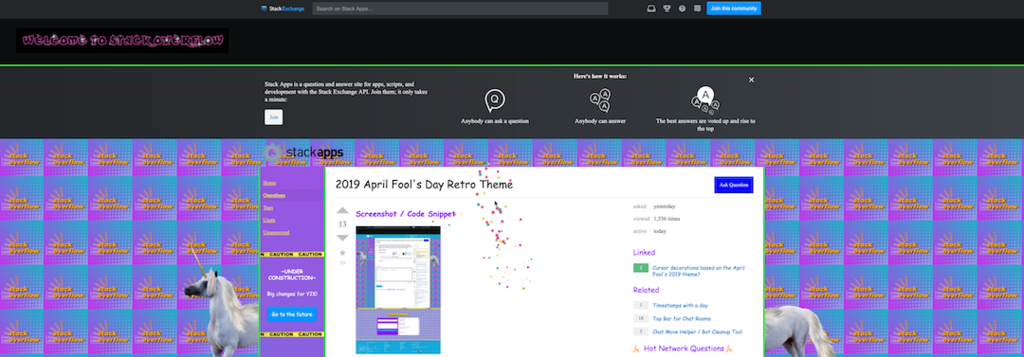 StackExchange
Search on Stack Apps...
Join this community
WELCOME TO STACK OVERFLOW
Stack Apps is a question and answer site for apps, scripts, and
development with the Stack Exchange API. Join them; it only takes
a minute:
Join
Here's how it works:
Anybody can ask a question
Anybody can answer
The best answers are voted up and rise to
the top
stackapps
Home
Questions
Tags
Users
Unanswered
CAUTION CAUTION
~UNDER
CONSTRUCTION~
Big changes for Y2K!
Go to the future
CAUTION CAUTION
2019 April Fool's Day Retro Theme
Ask Question
13
Screenshot / Code Snippet
asked yesterday
viewed 1,536 times
active today
Linked
Cursor decorations based on the April
Fool's 2019 theme?
Related
Timestamps with a day
Top Bar for Chat Rooms
Chat Move Helper / Bot Cleanup Tool
Hot Network Questions
Stack
Overflow